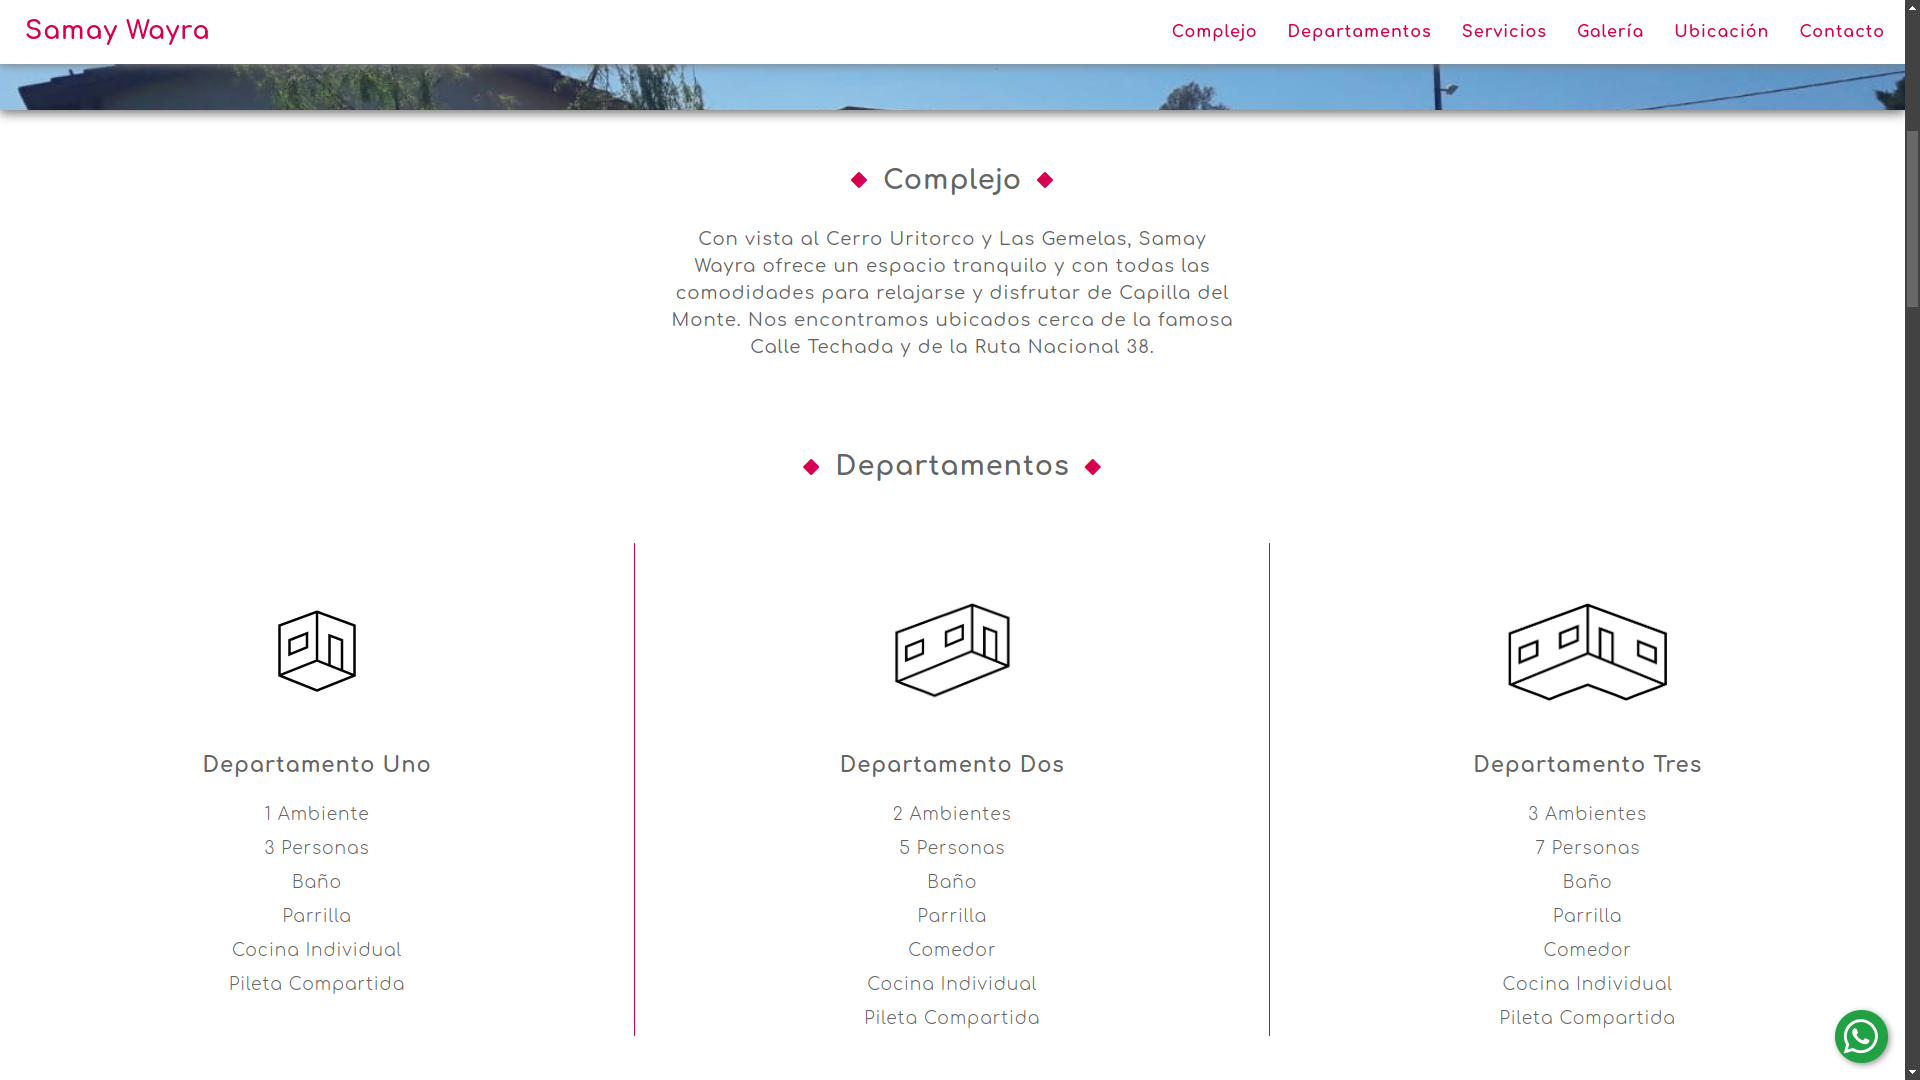 Samay Wayra
Complejo Departamentos Servicios Galería Ubicación Contacto
Complejo
Con vista al Cerro Uritorco y Las Gemelas, Samay
Wayra ofrece un espacio tranquilo y con todas las
comodidades para relajarse y disfrutar de Capilla del
Monte. Nos encontramos ubicados cerca de la famosa
Calle Techada y de la Ruta Nacional 38.
Departamentos
Departamento Uno
1 Ambiente
3 Personas
Baño
Parrilla
Cocina Individual
Pileta Compartida
Departamento Dos
2 Ambientes
5 Personas
Baño
Parrilla
Comedor
Cocina Individual
Pileta Compartida
Departamento Tres
3 Ambientes
7 Personas
Baño
Parrilla
Comedor
Cocina Individual
Pileta Compartida